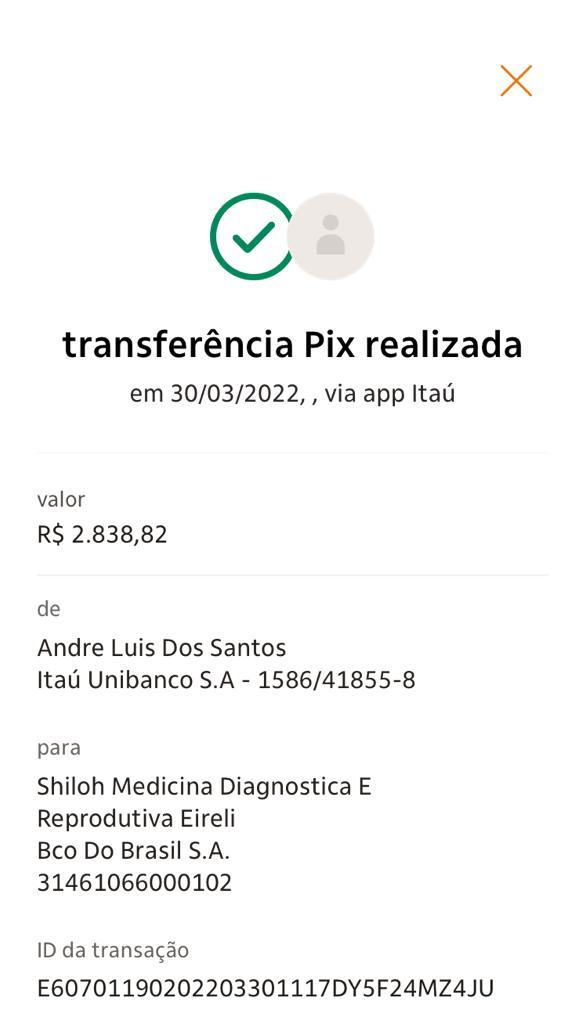 transferência Pix realizada
em 30/03/2022, , via app Itaú
valor
R$ 2.838,82
de
Andre Luis Dos Santos
Itaú Unibanco S.A - 1586/41855-8
para
Shiloh Medicina Diagnostica E
Reprodutiva Eireli
Bco Do Brasil S.A.
31461066000102
ID da transação
E60701190202203301117DY5F24MZ4JU